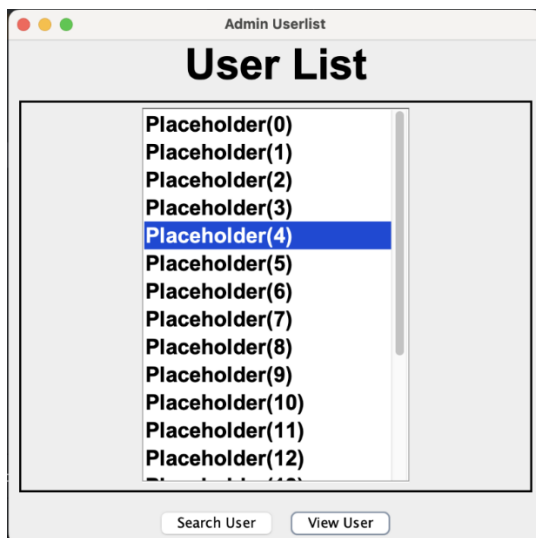 Admin Userlist
User List
Placeholder(0)
Placeholder(1)
Placeholder(2)
Placeholder(3)
Placeholder(4)
Placeholder(5)
Placeholder(6)
Placeholder(7)
Placeholder(8)
Placeholder(9)
Placeholder(10)
Placeholder(11)
Placeholder(12)
Search User View User